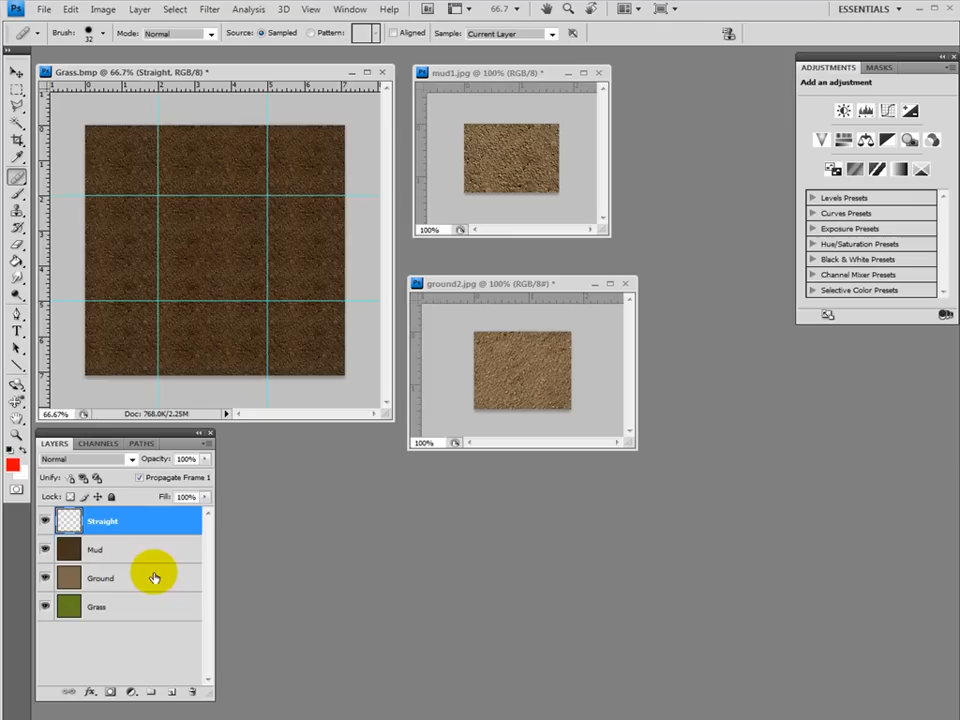 Ps File Edit Image Layer Select Filter Analysis 3D View Window Help Br 66.7 ESSENTIALS
Brush: 32 Mode: Normal Source: Sampled Pattern: Aligned Sample: Current Layer
Grass.bmp @ 66.7% (Straight, RGB/8) *
mud1.jpg @ 100% (RGB/8) *
100%
ground2.jpg @ 100% (RGB/8#) *
100%
66.67% Doc: 768.0K/2.25M
ADJUSTMENTS MASKS
Add an adjustment
Levels Presets
Curves Presets
Exposure Presets
Hue/Saturation Presets
Black & White Presets
Channel Mixer Presets
Selective Color Presets
LAYERS CHANNELS PATHS
Normal Opacity: 100%
Unify: Propagate Frame 1
Lock: Fill: 100%
Straight
Mud
Ground
Grass
fx